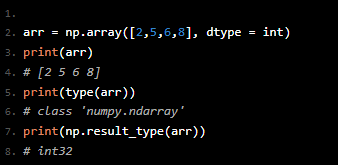 1.
2. arr = np.array([2,5,6,8], dtype = int)
3. print(arr)
4. # [2 5 6 8]
5. print(type(arr))
6. # class 'numpy.ndarray'
7. print(np.result_type(arr))
8. # int32